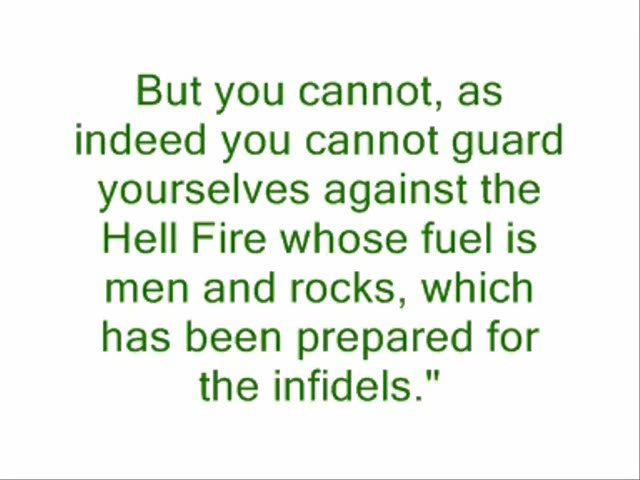 But you cannot, as
indeed you cannot guard
yourselves against the
Hell Fire whose fuel is
men and rocks, which
has been prepared for
the infidels."